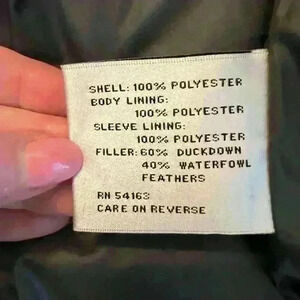 SHELL: 100% POLYESTER
BODY LINING:
100% POLYESTER
SLEEVE LINING:
100% POLYESTER
FILLER: 60% DUCKDOWN
40% WATERFOWL
FEATHERS
RN 54163
CARE ON REVERSE